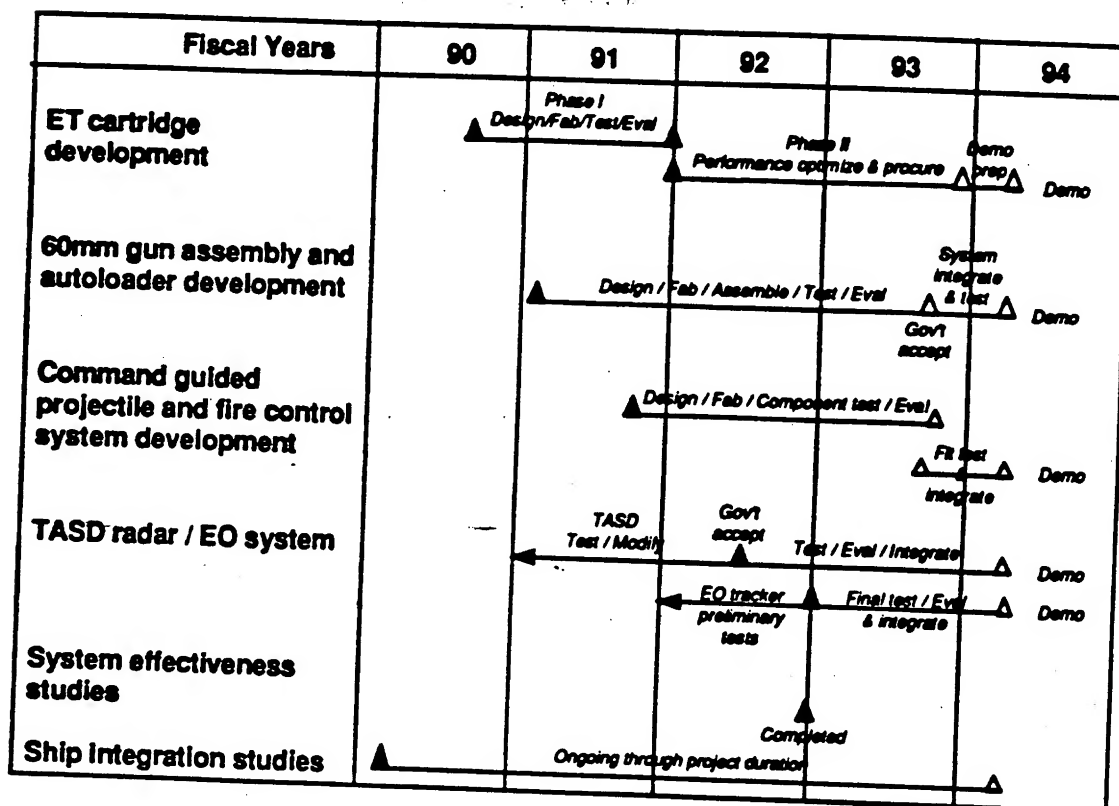 Fiscal Years 90 91 92 93 94
ET cartridge
development
Phase I
Design/Fab/Test/Eval
Phase II
Performance optimize & procure
Demo
prep
Demo
60mm gun assembly and
autoloader development
Design / Fab / Assemble / Test / Eval
System
integrate
& test
Gov't
accept
Demo
Command guided
projectile and fire control
system development
Design / Fab / Component test / Eval
Flt test
&
integrate
Demo
TASD radar / EO system
TASD
Test / Modify
Gov't
accept
Test / Eval / Integrate
Demo
EO tracker
preliminary
tests
Final test / Eval
& integrate
Demo
System effectiveness
studies
Completed
Ship integration studies
Ongoing through project duration